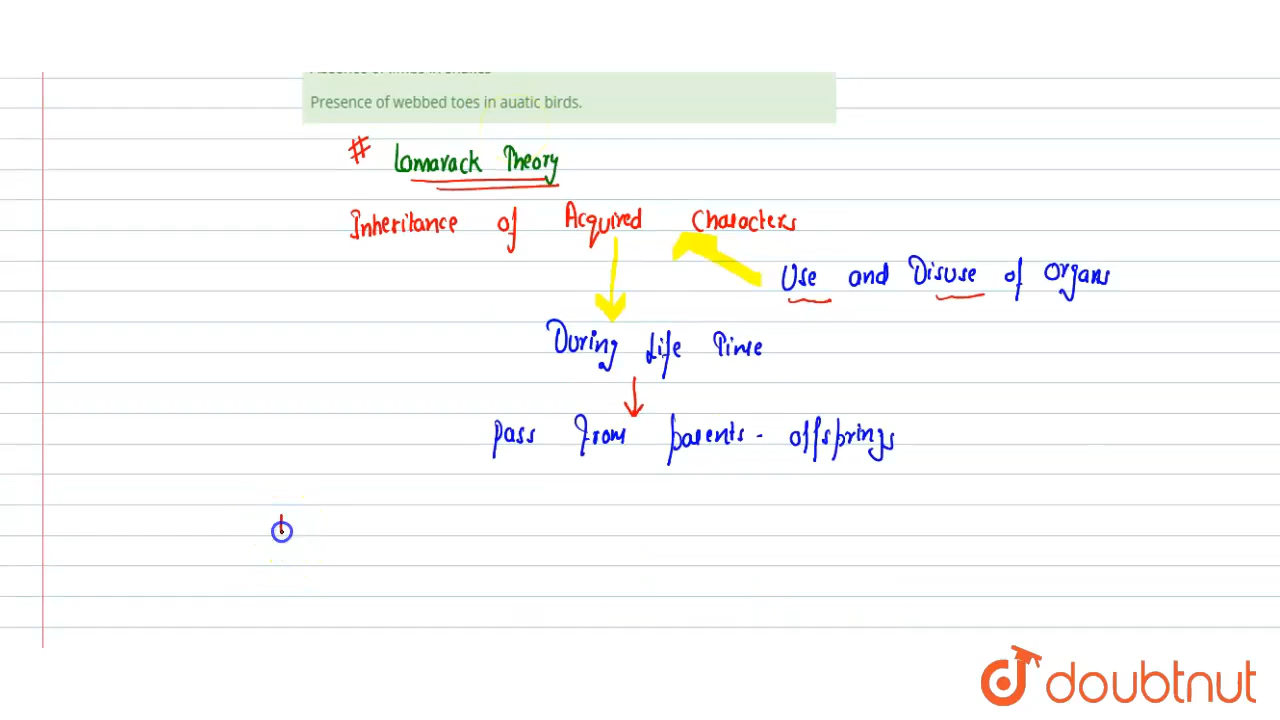 Presence of webbed toes in auatic birds.
# Lamarack Theory
Inheritance of Acquired Characters
Use and Disuse of Organs
During Life Time
Pass from parents - offsprings
doubtnut